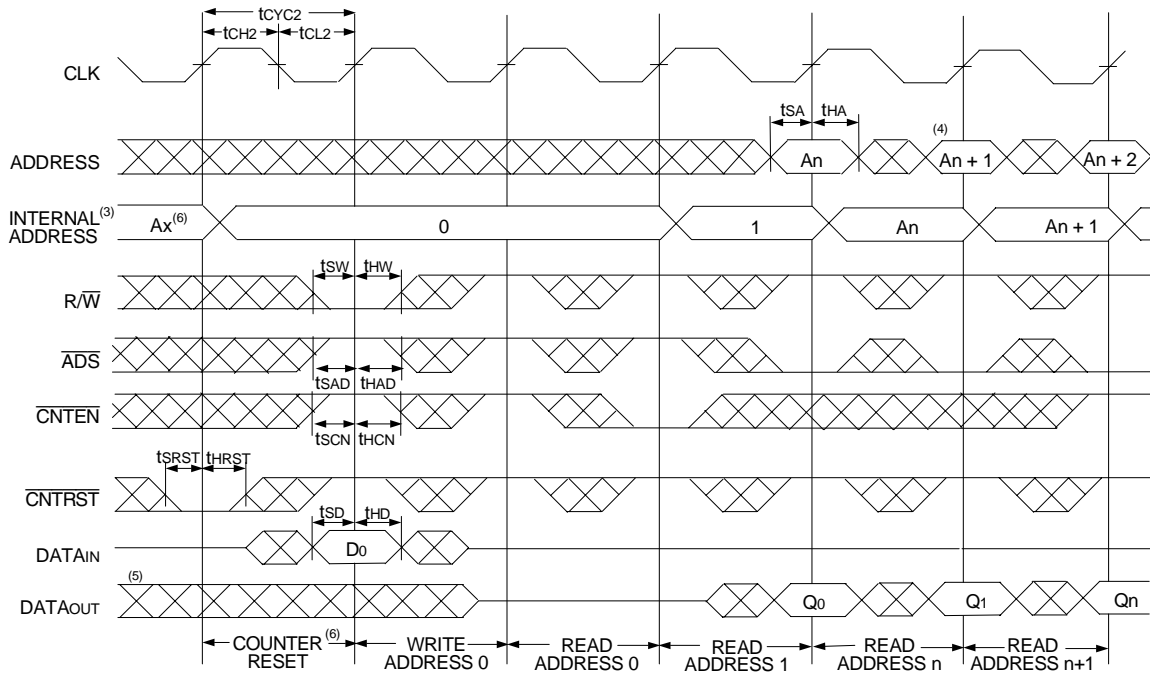 tCYC2
tCH2 tCL2
CLK
tSA tHA
(4)
ADDRESS An An + 1 An + 2
INTERNAL(3) ADDRESS Ax(6) 0 1 An An + 1
tSW tHW
R/W̅
A̅D̅S̅
tSAD tHAD
C̅N̅T̅E̅N̅
tSCN tHCN
tSRST tHRST
C̅N̅T̅R̅S̅T̅
tSD tHD
DATAIN D0
(5)
DATAOUT Q0 Q1 Qn
COUNTER(6) RESET
WRITE ADDRESS 0
READ ADDRESS 0
READ ADDRESS 1
READ ADDRESS n
READ ADDRESS n+1